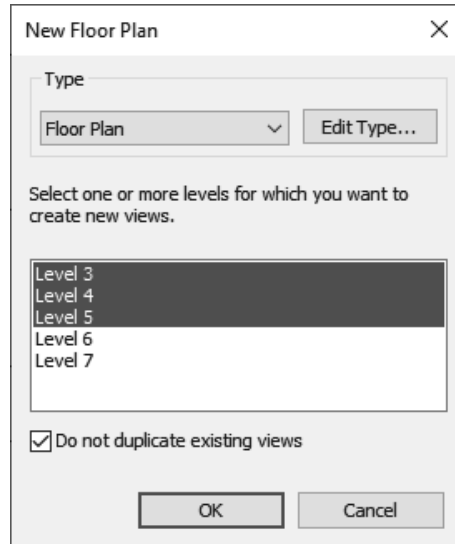 New Floor Plan
Type
Floor Plan
Edit Type...
Select one or more levels for which you want to
create new views.
Level 3
Level 4
Level 5
Level 6
Level 7
Do not duplicate existing views
OK
Cancel